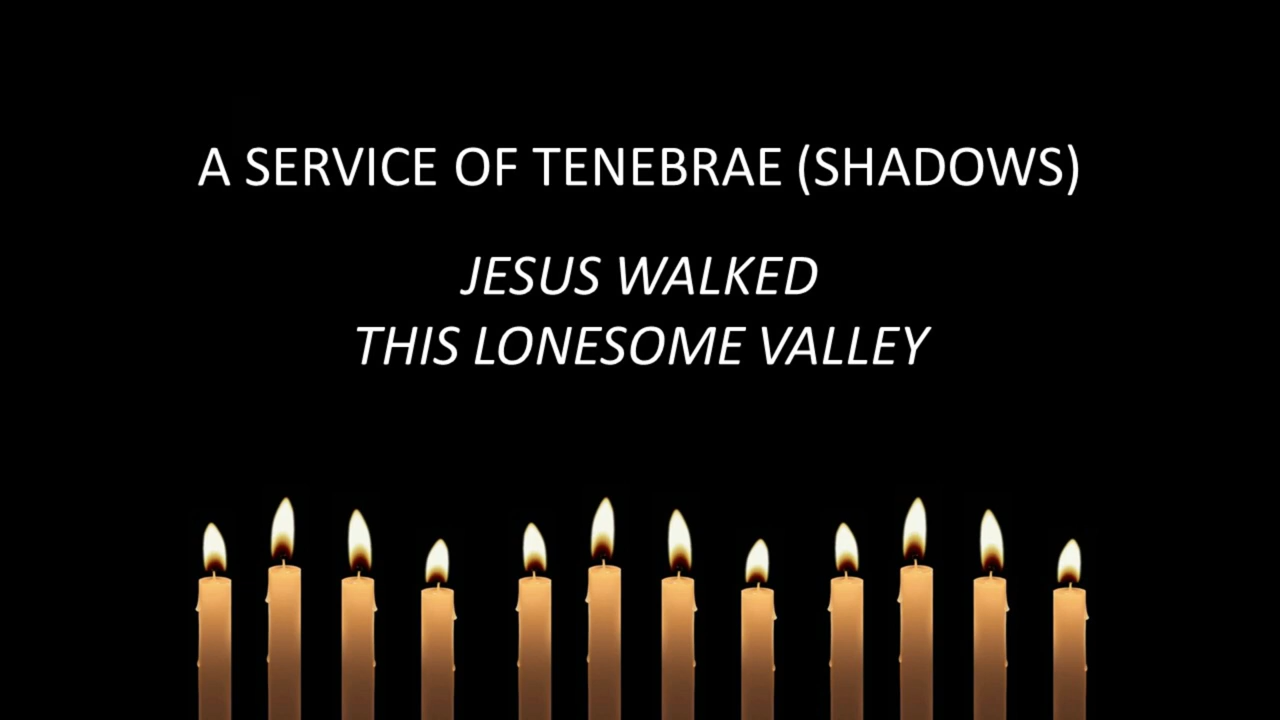 A SERVICE OF TENEBRAE (SHADOWS)
JESUS WALKED
THIS LONESOME VALLEY